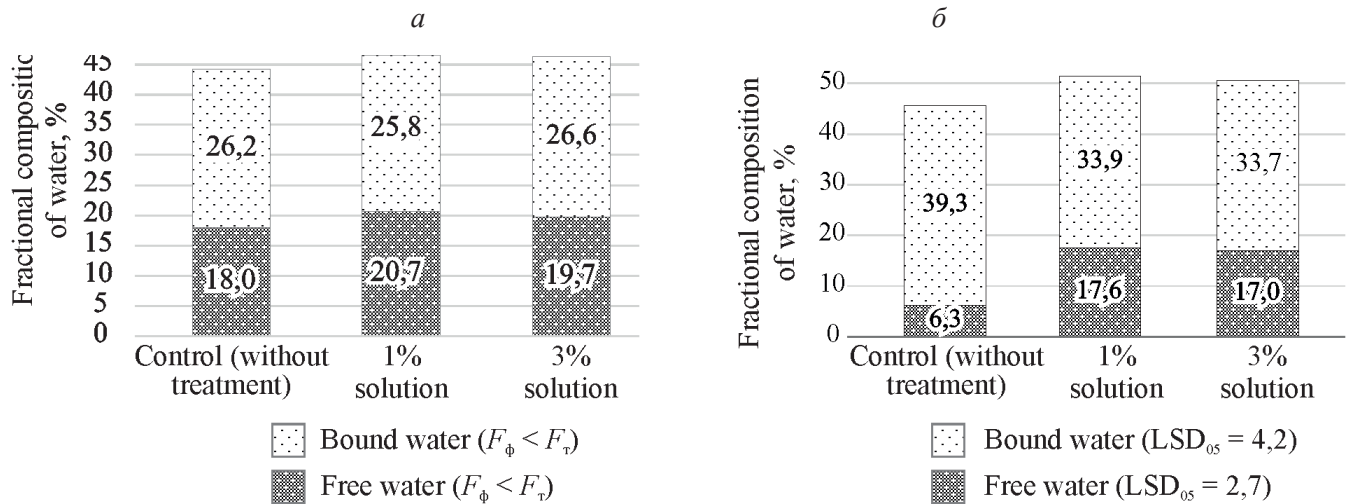 а
б
Fractional compositic
of water, %
45
40
35
30
25
20
15
10
5
0
26,2
25,8
26,6
18,0
20,7
19,7
Control (without
treatment)
1%
solution
3%
solution
Bound water (Fф < Fт)
Free water (Fф < Fт)
Fractional composition
of water, %
50
40
30
20
10
0
39,3
33,9
33,7
6,3
17,6
17,0
Control (without
treatment)
1%
solution
3%
solution
Bound water (LSD₀₅ = 4,2)
Free water (LSD₀₅ = 2,7)